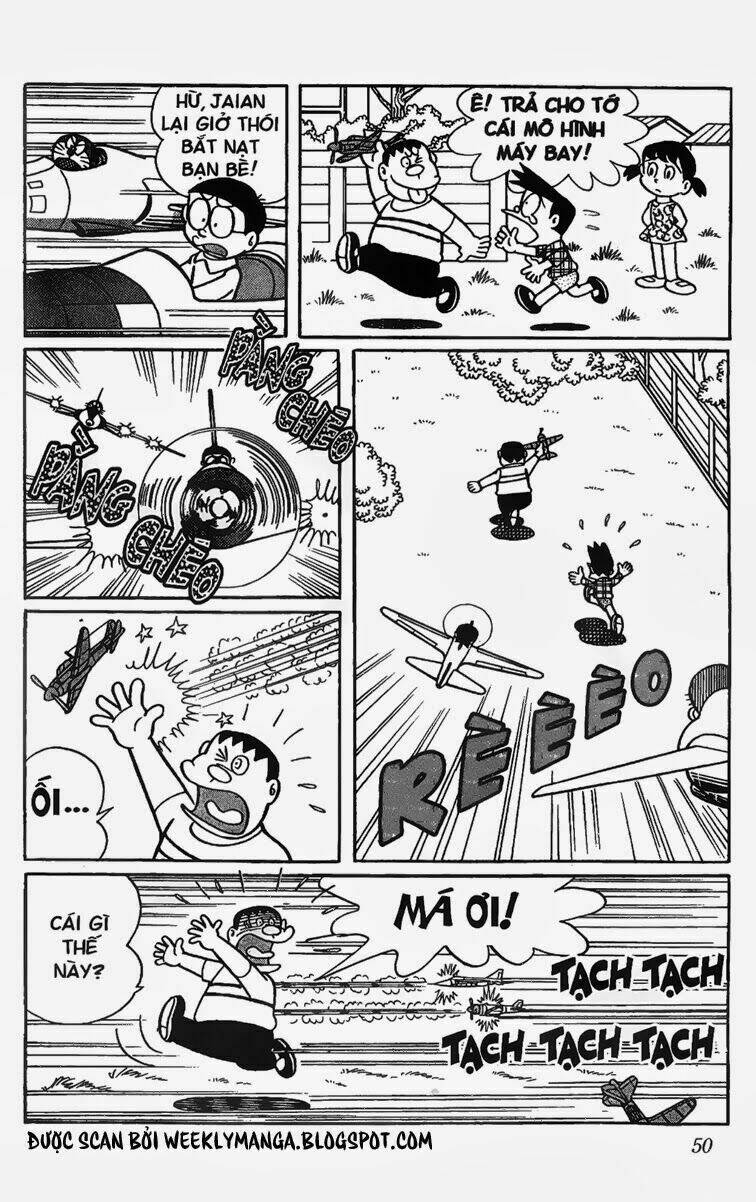 HỪ, JAIAN
LẠI GIỞ THÓI
BẮT NẠT
BẠN BÈ!
Ê! TRẢ CHO TỚ
CÁI MÔ HÌNH
MẤY BAY!
PẰNG
CHÉO
PẰNG
CHÉO
RÈÈÈO
ỐI...
CÁI GÌ
THẾ
NÀY?
MÁ ƠI!
TẠCH TẠCH
TẠCH TẠCH TẠCH
ĐƯỢC SCAN BỞI WEEKLYMANGA.BLOGSPOT.COM
50